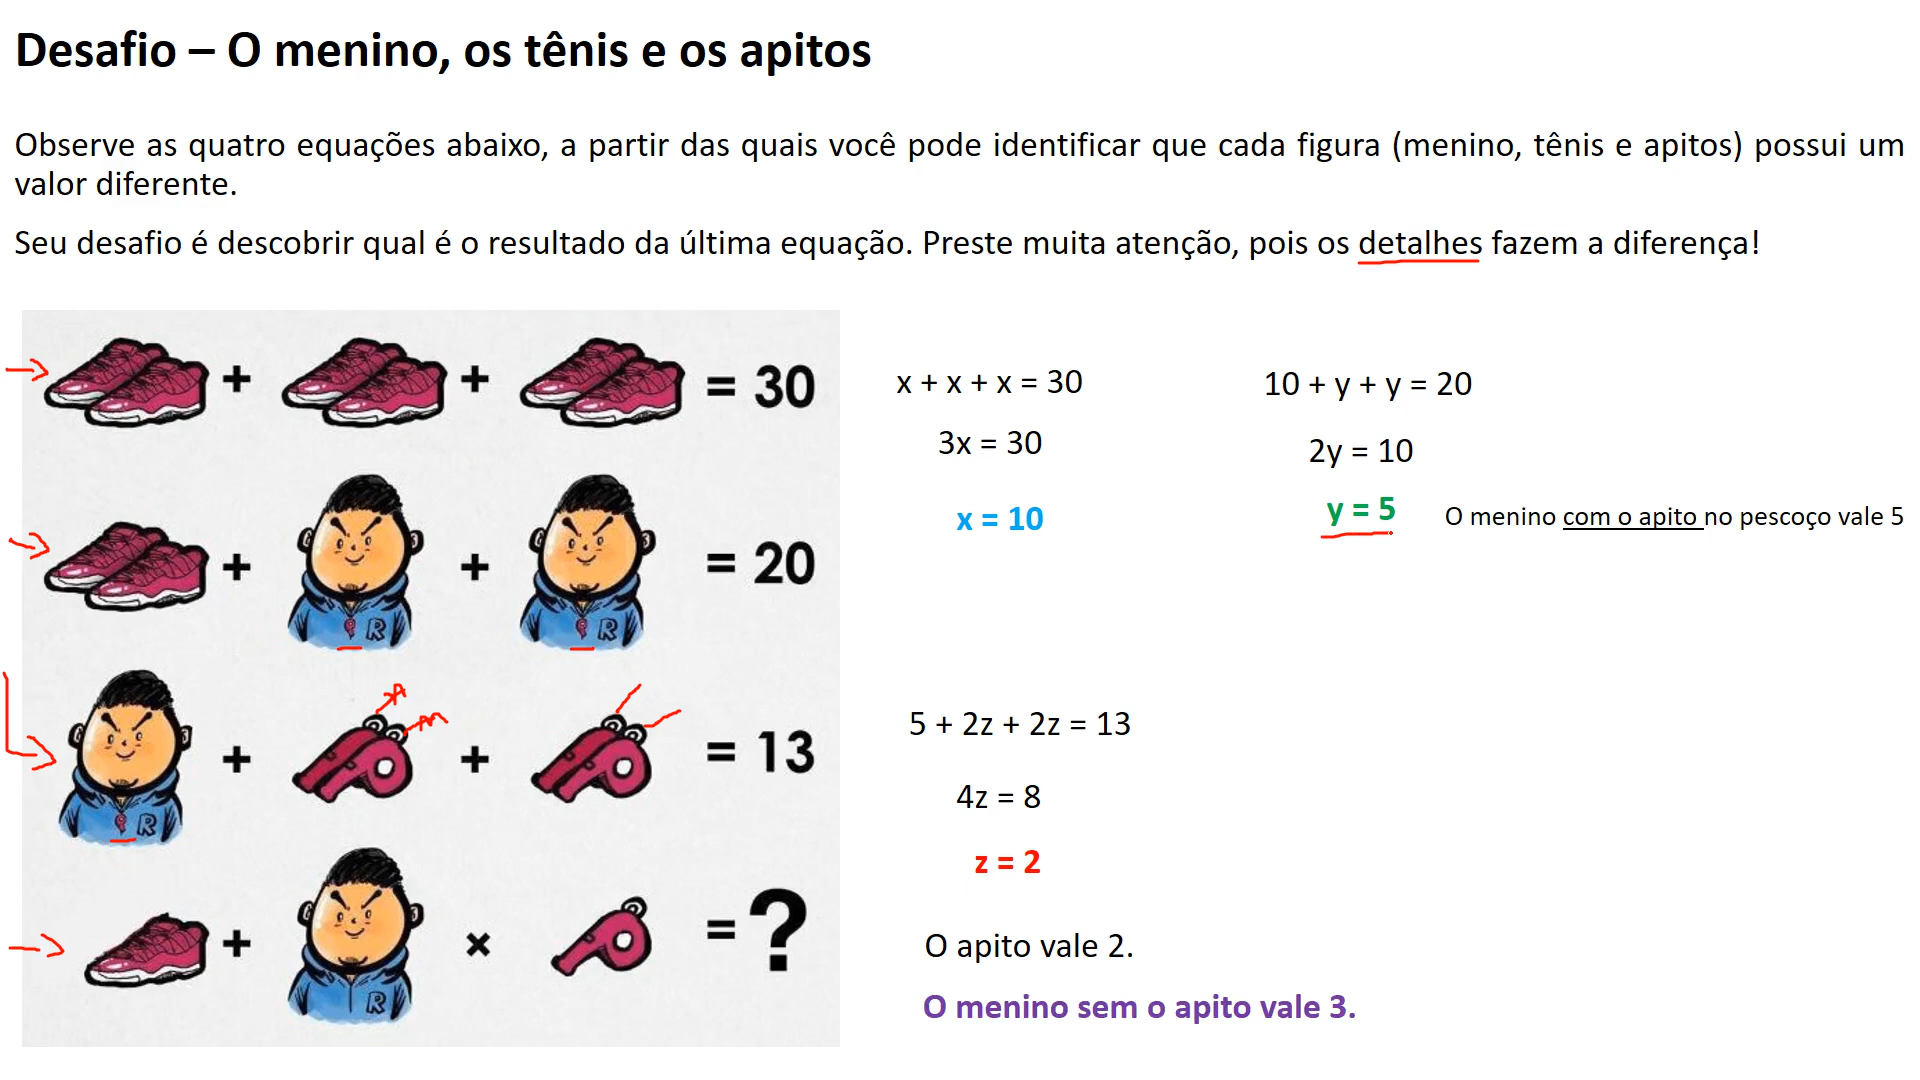 Desafio – O menino, os tênis e os apitos
Observe as quatro equações abaixo, a partir das quais você pode identificar que cada figura (menino, tênis e apitos) possui um
valor diferente.
Seu desafio é descobrir qual é o resultado da última equação. Preste muita atenção, pois os detalhes fazem a diferença!
+ + = 30
+ R + R = 20
R + + = 13
+ R × = ?
x + x + x = 30
3x = 30
x = 10
10 + y + y = 20
2y = 10
y = 5
O menino com o apito no pescoço vale 5
5 + 2z + 2z = 13
4z = 8
z = 2
O apito vale 2.
O menino sem o apito vale 3.